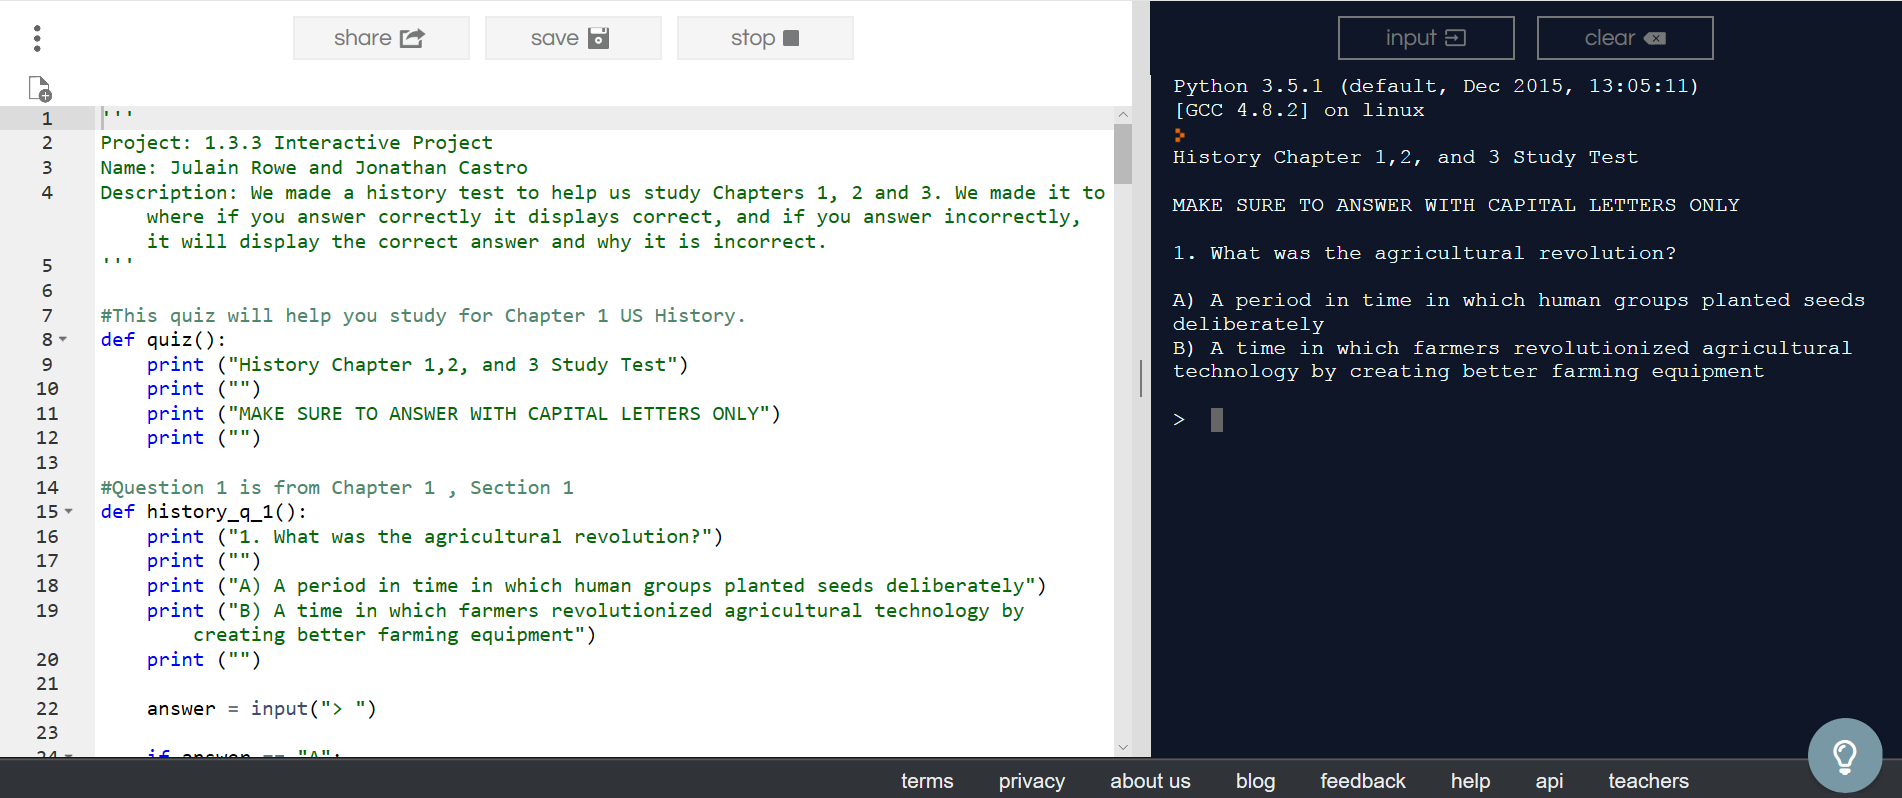 share save stop
1 '''
2 Project: 1.3.3 Interactive Project
3 Name: Julain Rowe and Jonathan Castro
4 Description: We made a history test to help us study Chapters 1, 2 and 3. We made it to
where if you answer correctly it displays correct, and if you answer incorrectly,
it will display the correct answer and why it is incorrect.
5 '''
6
7 #This quiz will help you study for Chapter 1 US History.
8 def quiz():
9 print ("History Chapter 1,2, and 3 Study Test")
10 print ("")
11 print ("MAKE SURE TO ANSWER WITH CAPITAL LETTERS ONLY")
12 print ("")
13
14 #Question 1 is from Chapter 1 , Section 1
15 def history_q_1():
16 print ("1. What was the agricultural revolution?")
17 print ("")
18 print ("A) A period in time in which human groups planted seeds deliberately")
19 print ("B) A time in which farmers revolutionized agricultural technology by
creating better farming equipment")
20 print ("")
21
22 answer = input("> ")
23
24 if answer == "A":
input clear
Python 3.5.1 (default, Dec 2015, 13:05:11)
[GCC 4.8.2] on linux
History Chapter 1,2, and 3 Study Test
MAKE SURE TO ANSWER WITH CAPITAL LETTERS ONLY
1. What was the agricultural revolution?
A) A period in time in which human groups planted seeds
deliberately
B) A time in which farmers revolutionized agricultural
technology by creating better farming equipment
>
terms privacy about us blog feedback help api teachers